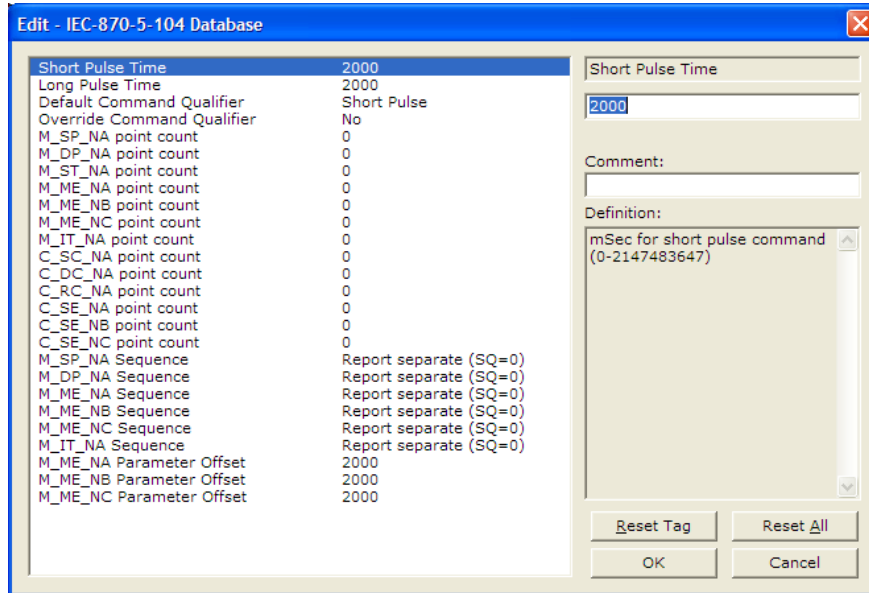 Edit - IEC-870-5-104 Database
Short Pulse Time 2000
Long Pulse Time 2000
Default Command Qualifier Short Pulse
Override Command Qualifier No
M_SP_NA point count 0
M_DP_NA point count 0
M_ST_NA point count 0
M_ME_NA point count 0
M_ME_NB point count 0
M_ME_NC point count 0
M_IT_NA point count 0
C_SC_NA point count 0
C_DC_NA point count 0
C_RC_NA point count 0
C_SE_NA point count 0
C_SE_NB point count 0
C_SE_NC point count 0
M_SP_NA Sequence Report separate (SQ=0)
M_DP_NA Sequence Report separate (SQ=0)
M_ME_NA Sequence Report separate (SQ=0)
M_ME_NB Sequence Report separate (SQ=0)
M_ME_NC Sequence Report separate (SQ=0)
M_IT_NA Sequence Report separate (SQ=0)
M_ME_NA Parameter Offset 2000
M_ME_NB Parameter Offset 2000
M_ME_NC Parameter Offset 2000
Short Pulse Time
2000
Comment:
Definition:
mSec for short pulse command
(0-2147483647)
Reset Tag Reset All
OK Cancel